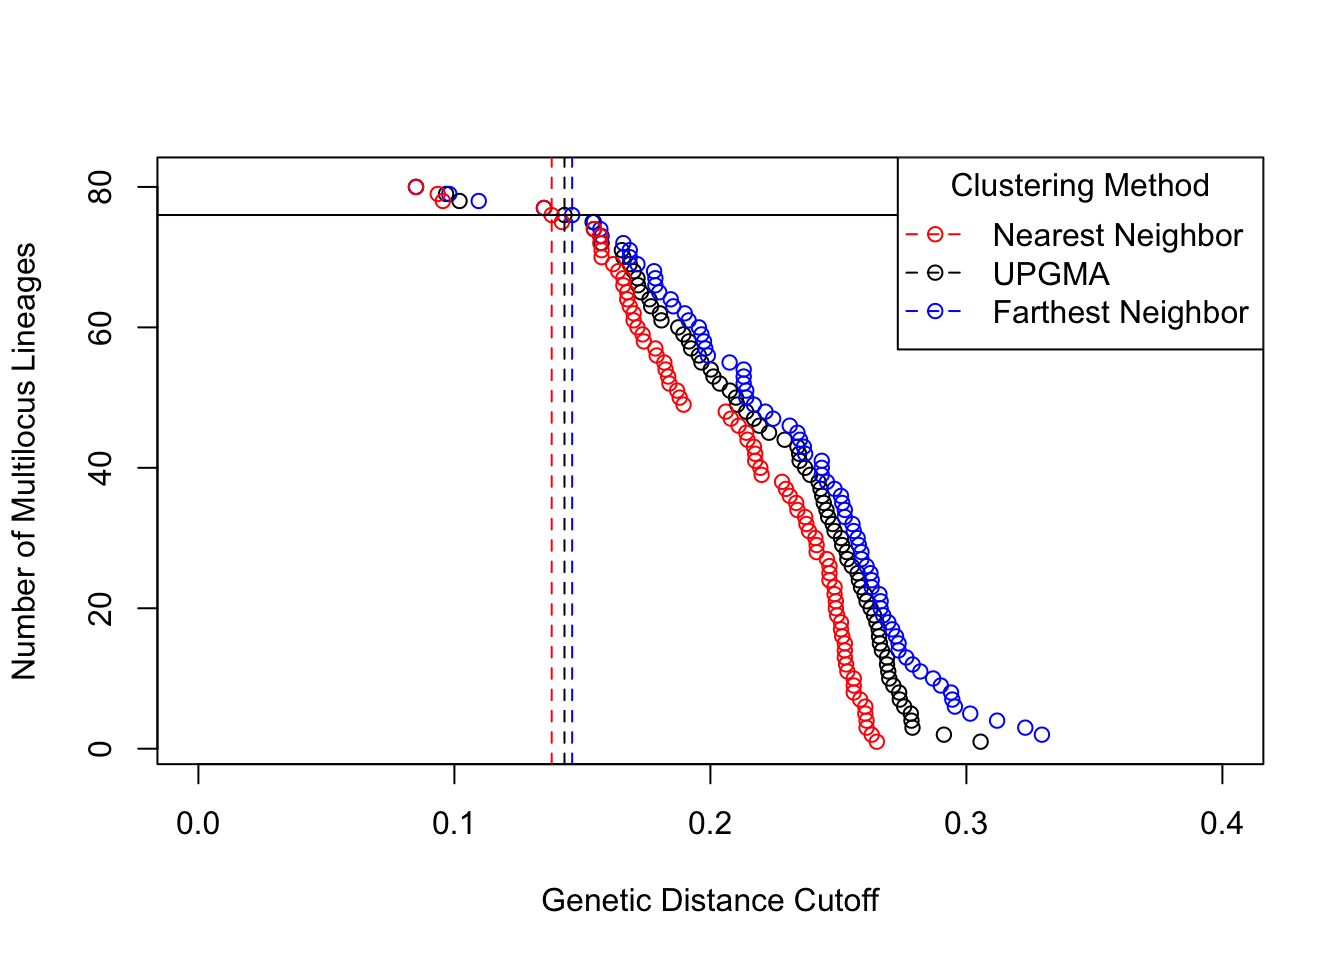 Clustering Method
Nearest Neighbor
UPGMA
Farthest Neighbor
Number of Multilocus Lineages
80
60
40
20
0
0.0 0.1 0.2 0.3 0.4
Genetic Distance Cutoff